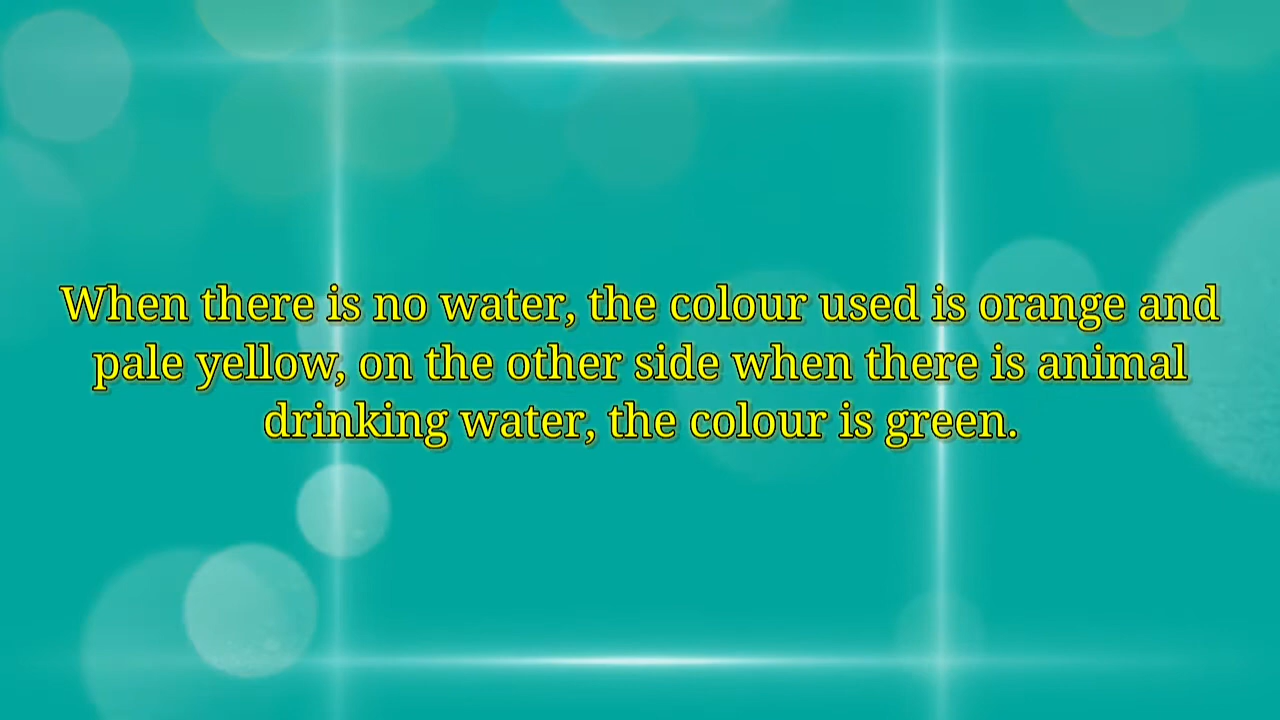 When there is no water, the colour used is orange and
pale yellow, on the other side when there is animal
drinking water, the colour is green.